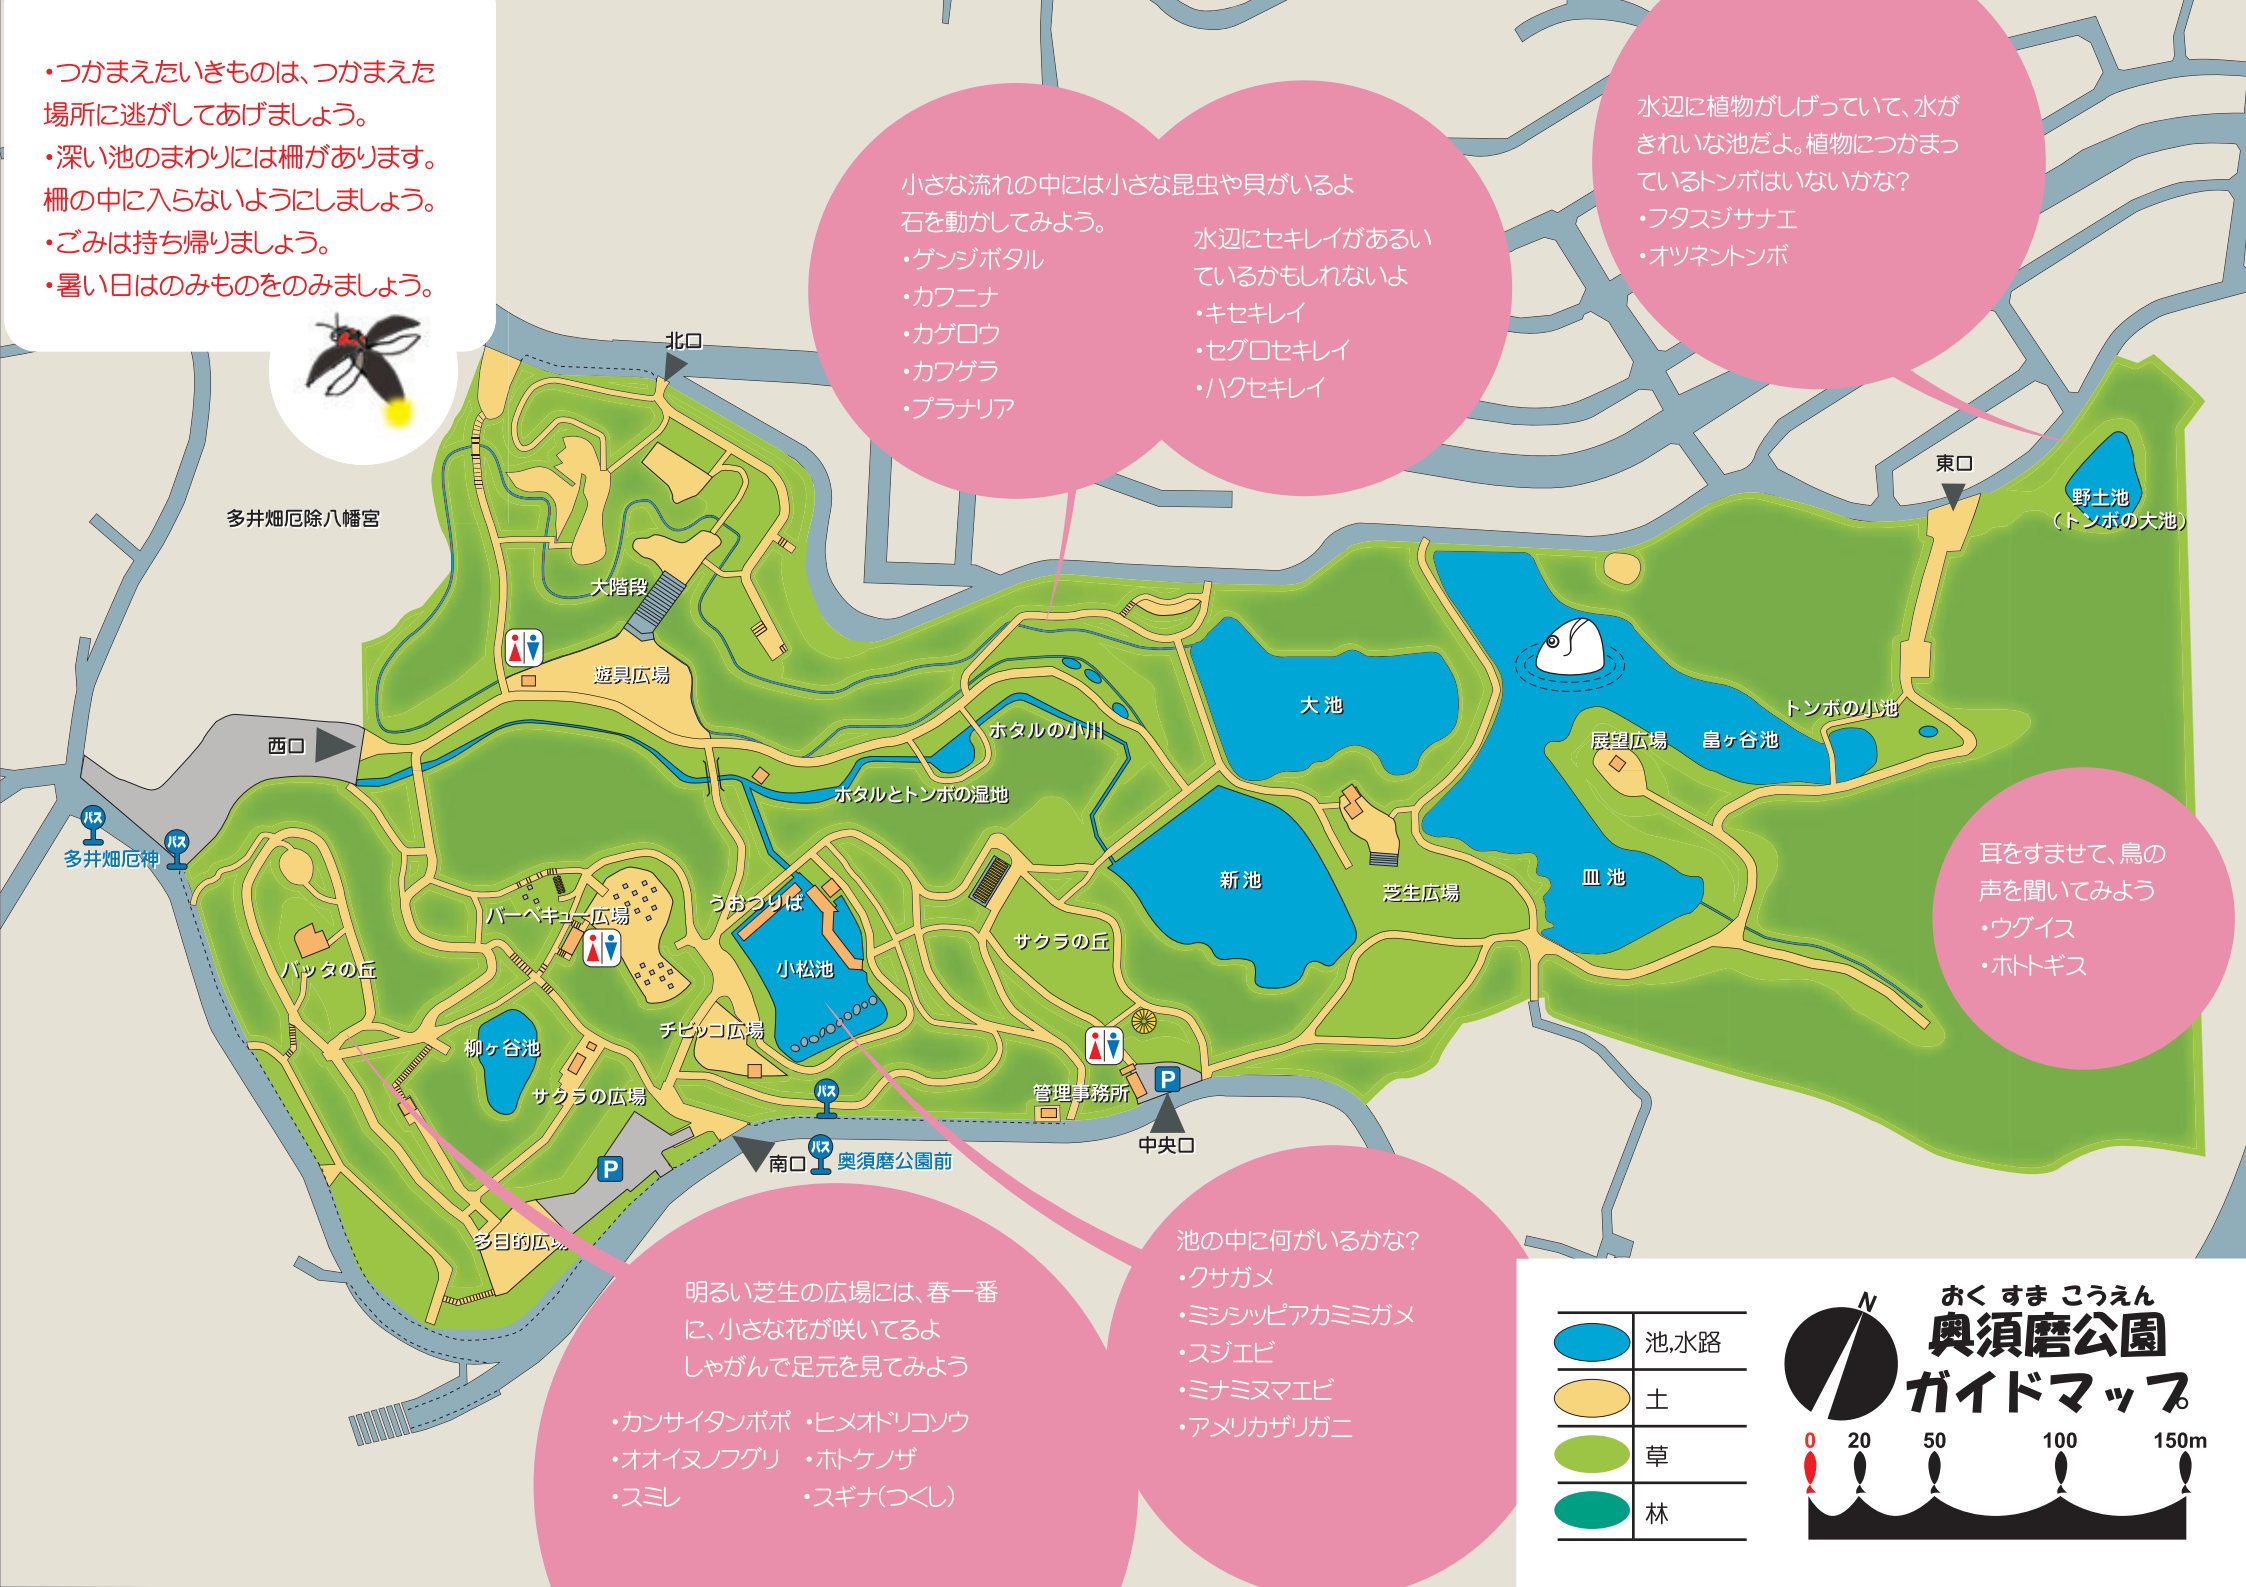 ・つかまえたいきものは、つかまえた
場所に逃がしてあげましょう。
・深い池のまわりには柵があります。
柵の中に入らないようにしましょう。
・ごみは持ち帰りましょう。
・暑い日はのみものをのみましょう。
小さな流れの中には小さな昆虫や貝がいるよ
石を動かしてみよう。
・ゲンジボタル
・カワニナ
・カゲロウ
・カワゲラ
・プラナリア
水辺にセキレイがあるい
ているかもしれないよ
・キセキレイ
・セグロセキレイ
・ハクセキレイ
水辺に植物がしげっていて、水が
きれいな池だよ。植物につかまっ
ているトンボはいないかな?
・フタスジサナエ
・オツネントンボ
北口
東口
野土池
(トンボの大池)
多井畑厄除八幡宮
大階段
遊具広場
西口
ホタルの小川
大池
トンボの小池
展望広場
畠ヶ谷池
ホタルとトンボの湿地
バス
バス
多井畑厄神
新池
芝生広場
皿池
うおつりば
バーベキュー広場
サクラの丘
小松池
バッタの丘
チビッコ広場
柳ヶ谷池
サクラの広場
管理事務所
P
バス
中央口
南口
バス
奥須磨公園前
P
多目的広場
耳をすませて、鳥の
声を聞いてみよう
・ウグイス
・ホトトギス
明るい芝生の広場には、春一番
に、小さな花が咲いてるよ
しゃがんで足元を見てみよう
・カンサイタンポポ ・ヒメオドリコソウ
・オオイヌノフグリ ・ホトケノザ
・スミレ ・スギナ(つくし)
池の中に何がいるかな?
・クサガメ
・ミシシッピアカミミガメ
・スジエビ
・ミナミヌマエビ
・アメリカザリガニ
池,水路
土
草
林
N
おく すま こうえん
奥須磨公園
ガイドマップ
0 20 50 100 150m